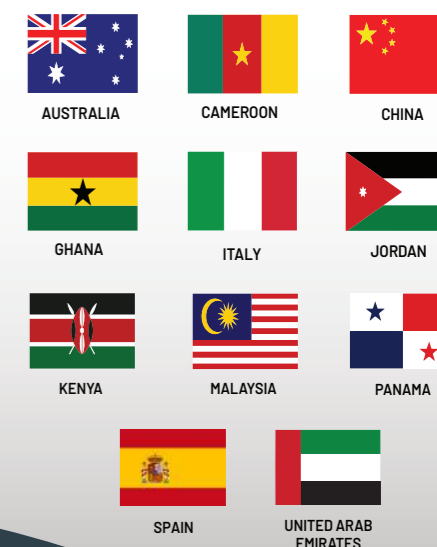 AUSTRALIA
CAMEROON
CHINA
GHANA
ITALY
JORDAN
KENYA
MALAYSIA
PANAMA
SPAIN
UNITED ARAB
EMIRATES